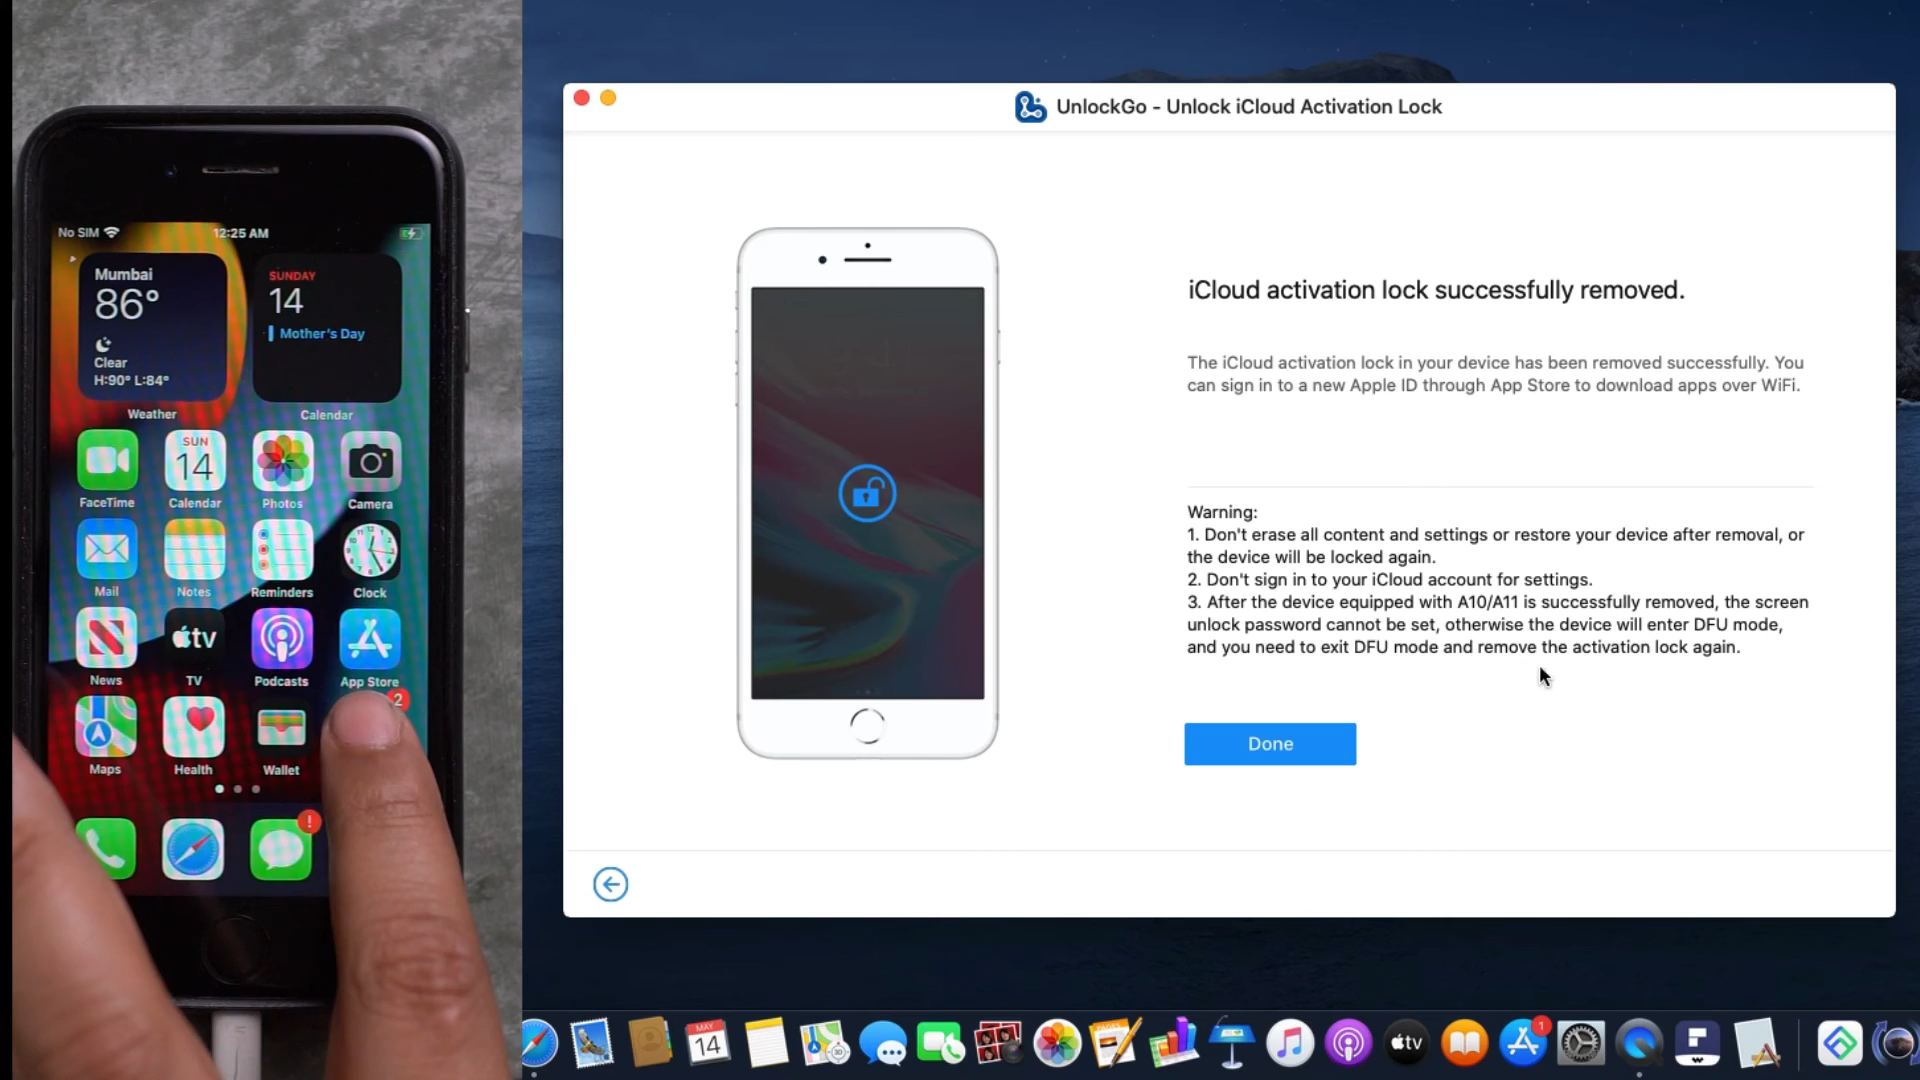 No SIM
12:25 AM
Mumbai
86°
Clear
H:90° L:84°
Weather
SUNDAY
14
Mother's Day
Calendar
FaceTime
SUN
14
Calendar
Photos
Camera
Mail
Notes
Reminders
Clock
News
tv
TV
Podcasts
App Store
Maps
Health
Wallet
2
!
UnlockGo - Unlock iCloud Activation Lock
iCloud activation lock successfully removed.
The iCloud activation lock in your device has been removed successfully. You
can sign in to a new Apple ID through App Store to download apps over WiFi.
Warning:
1. Don't erase all content and settings or restore your device after removal, or
the device will be locked again.
2. Don't sign in to your iCloud account for settings.
3. After the device equipped with A10/A11 is successfully removed, the screen
unlock password cannot be set, otherwise the device will enter DFU mode,
and you need to exit DFU mode and remove the activation lock again.
Done
MAY
14
PAGES
tv
1